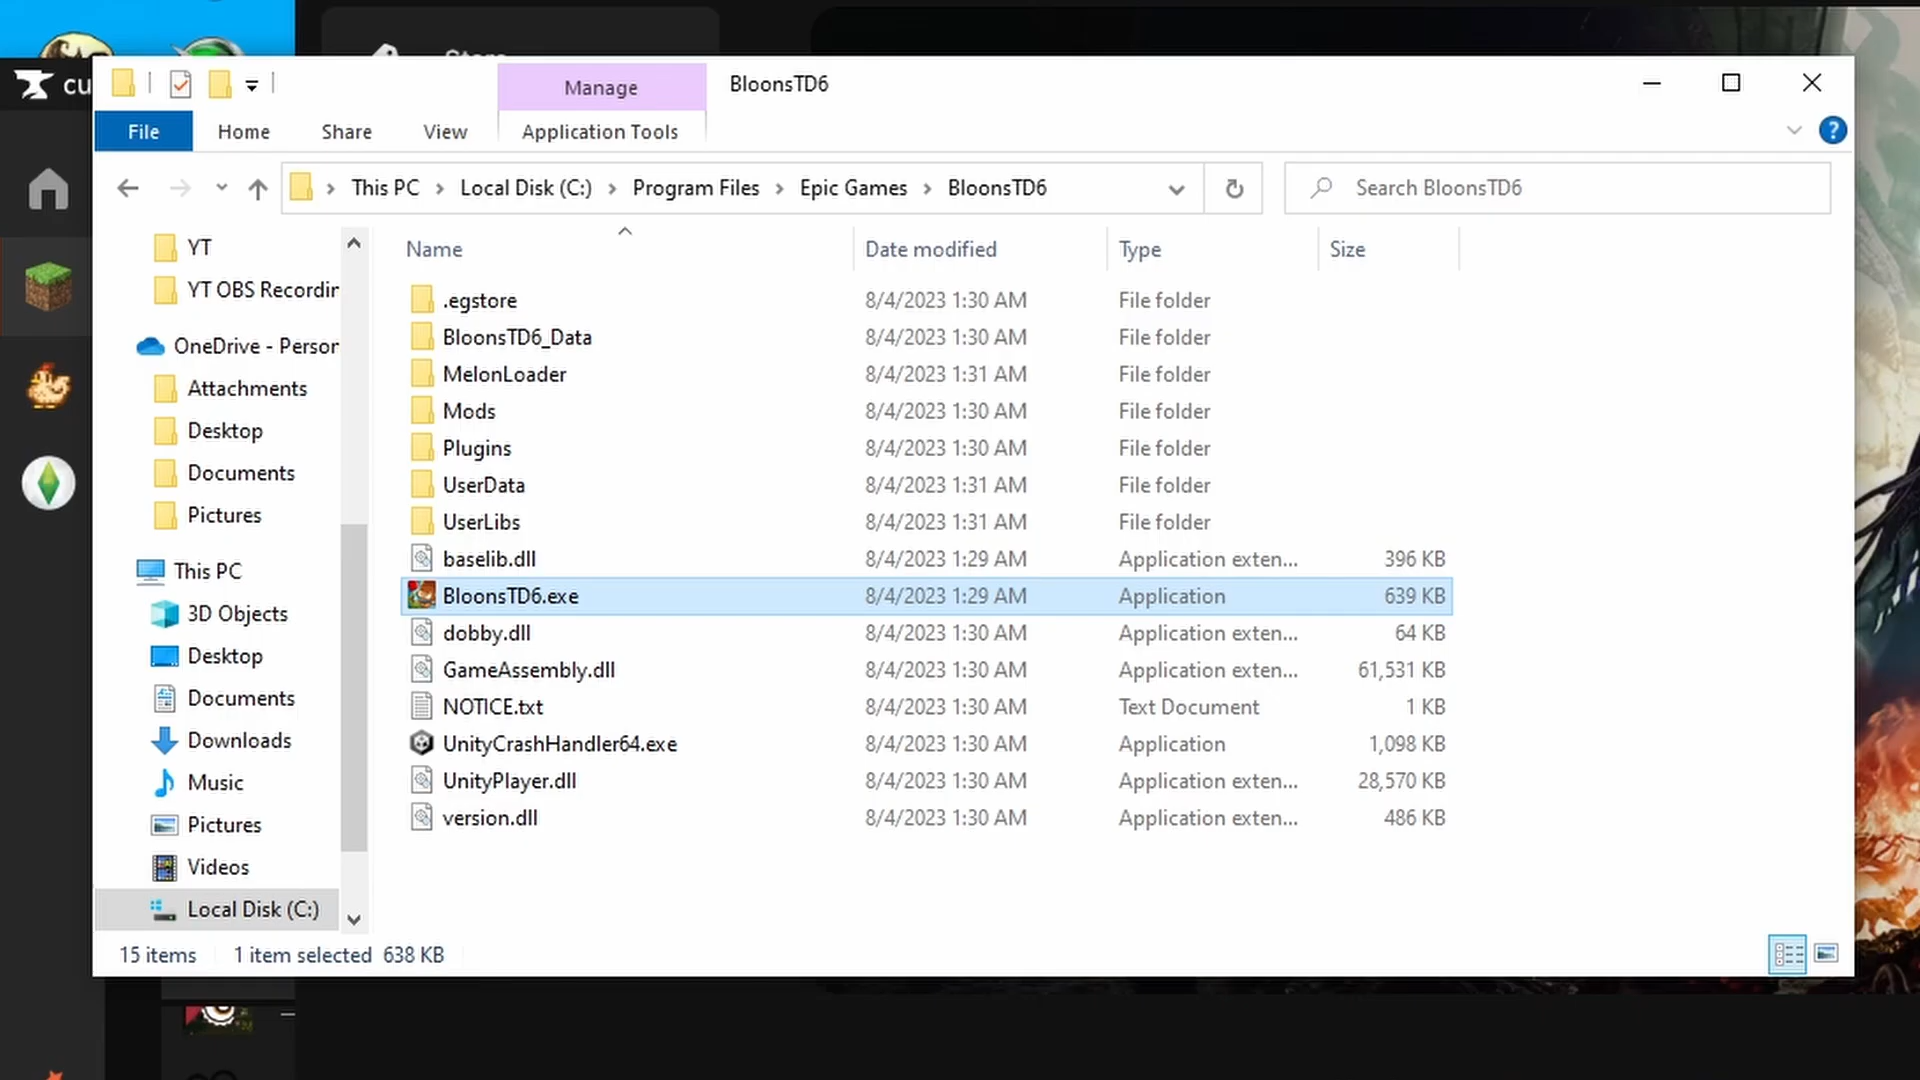 cu
Manage
BloonsTD6
File
Home
Share
View
Application Tools
This PC
Local Disk (C:)
Program Files
Epic Games
BloonsTD6
Search BloonsTD6
YT
YT OBS Recordin
OneDrive - Person
Attachments
Desktop
Documents
Pictures
This PC
3D Objects
Desktop
Documents
Downloads
Music
Pictures
Videos
Local Disk (C:)
Name Date modified Type Size
.egstore 8/4/2023 1:30 AM File folder
BloonsTD6_Data 8/4/2023 1:30 AM File folder
MelonLoader 8/4/2023 1:31 AM File folder
Mods 8/4/2023 1:30 AM File folder
Plugins 8/4/2023 1:30 AM File folder
UserData 8/4/2023 1:31 AM File folder
UserLibs 8/4/2023 1:31 AM File folder
baselib.dll 8/4/2023 1:29 AM Application exten... 396 KB
BloonsTD6.exe 8/4/2023 1:29 AM Application 639 KB
dobby.dll 8/4/2023 1:30 AM Application exten... 64 KB
GameAssembly.dll 8/4/2023 1:30 AM Application exten... 61,531 KB
NOTICE.txt 8/4/2023 1:30 AM Text Document 1 KB
UnityCrashHandler64.exe 8/4/2023 1:30 AM Application 1,098 KB
UnityPlayer.dll 8/4/2023 1:30 AM Application exten... 28,570 KB
version.dll 8/4/2023 1:30 AM Application exten... 486 KB
15 items 1 item selected 638 KB